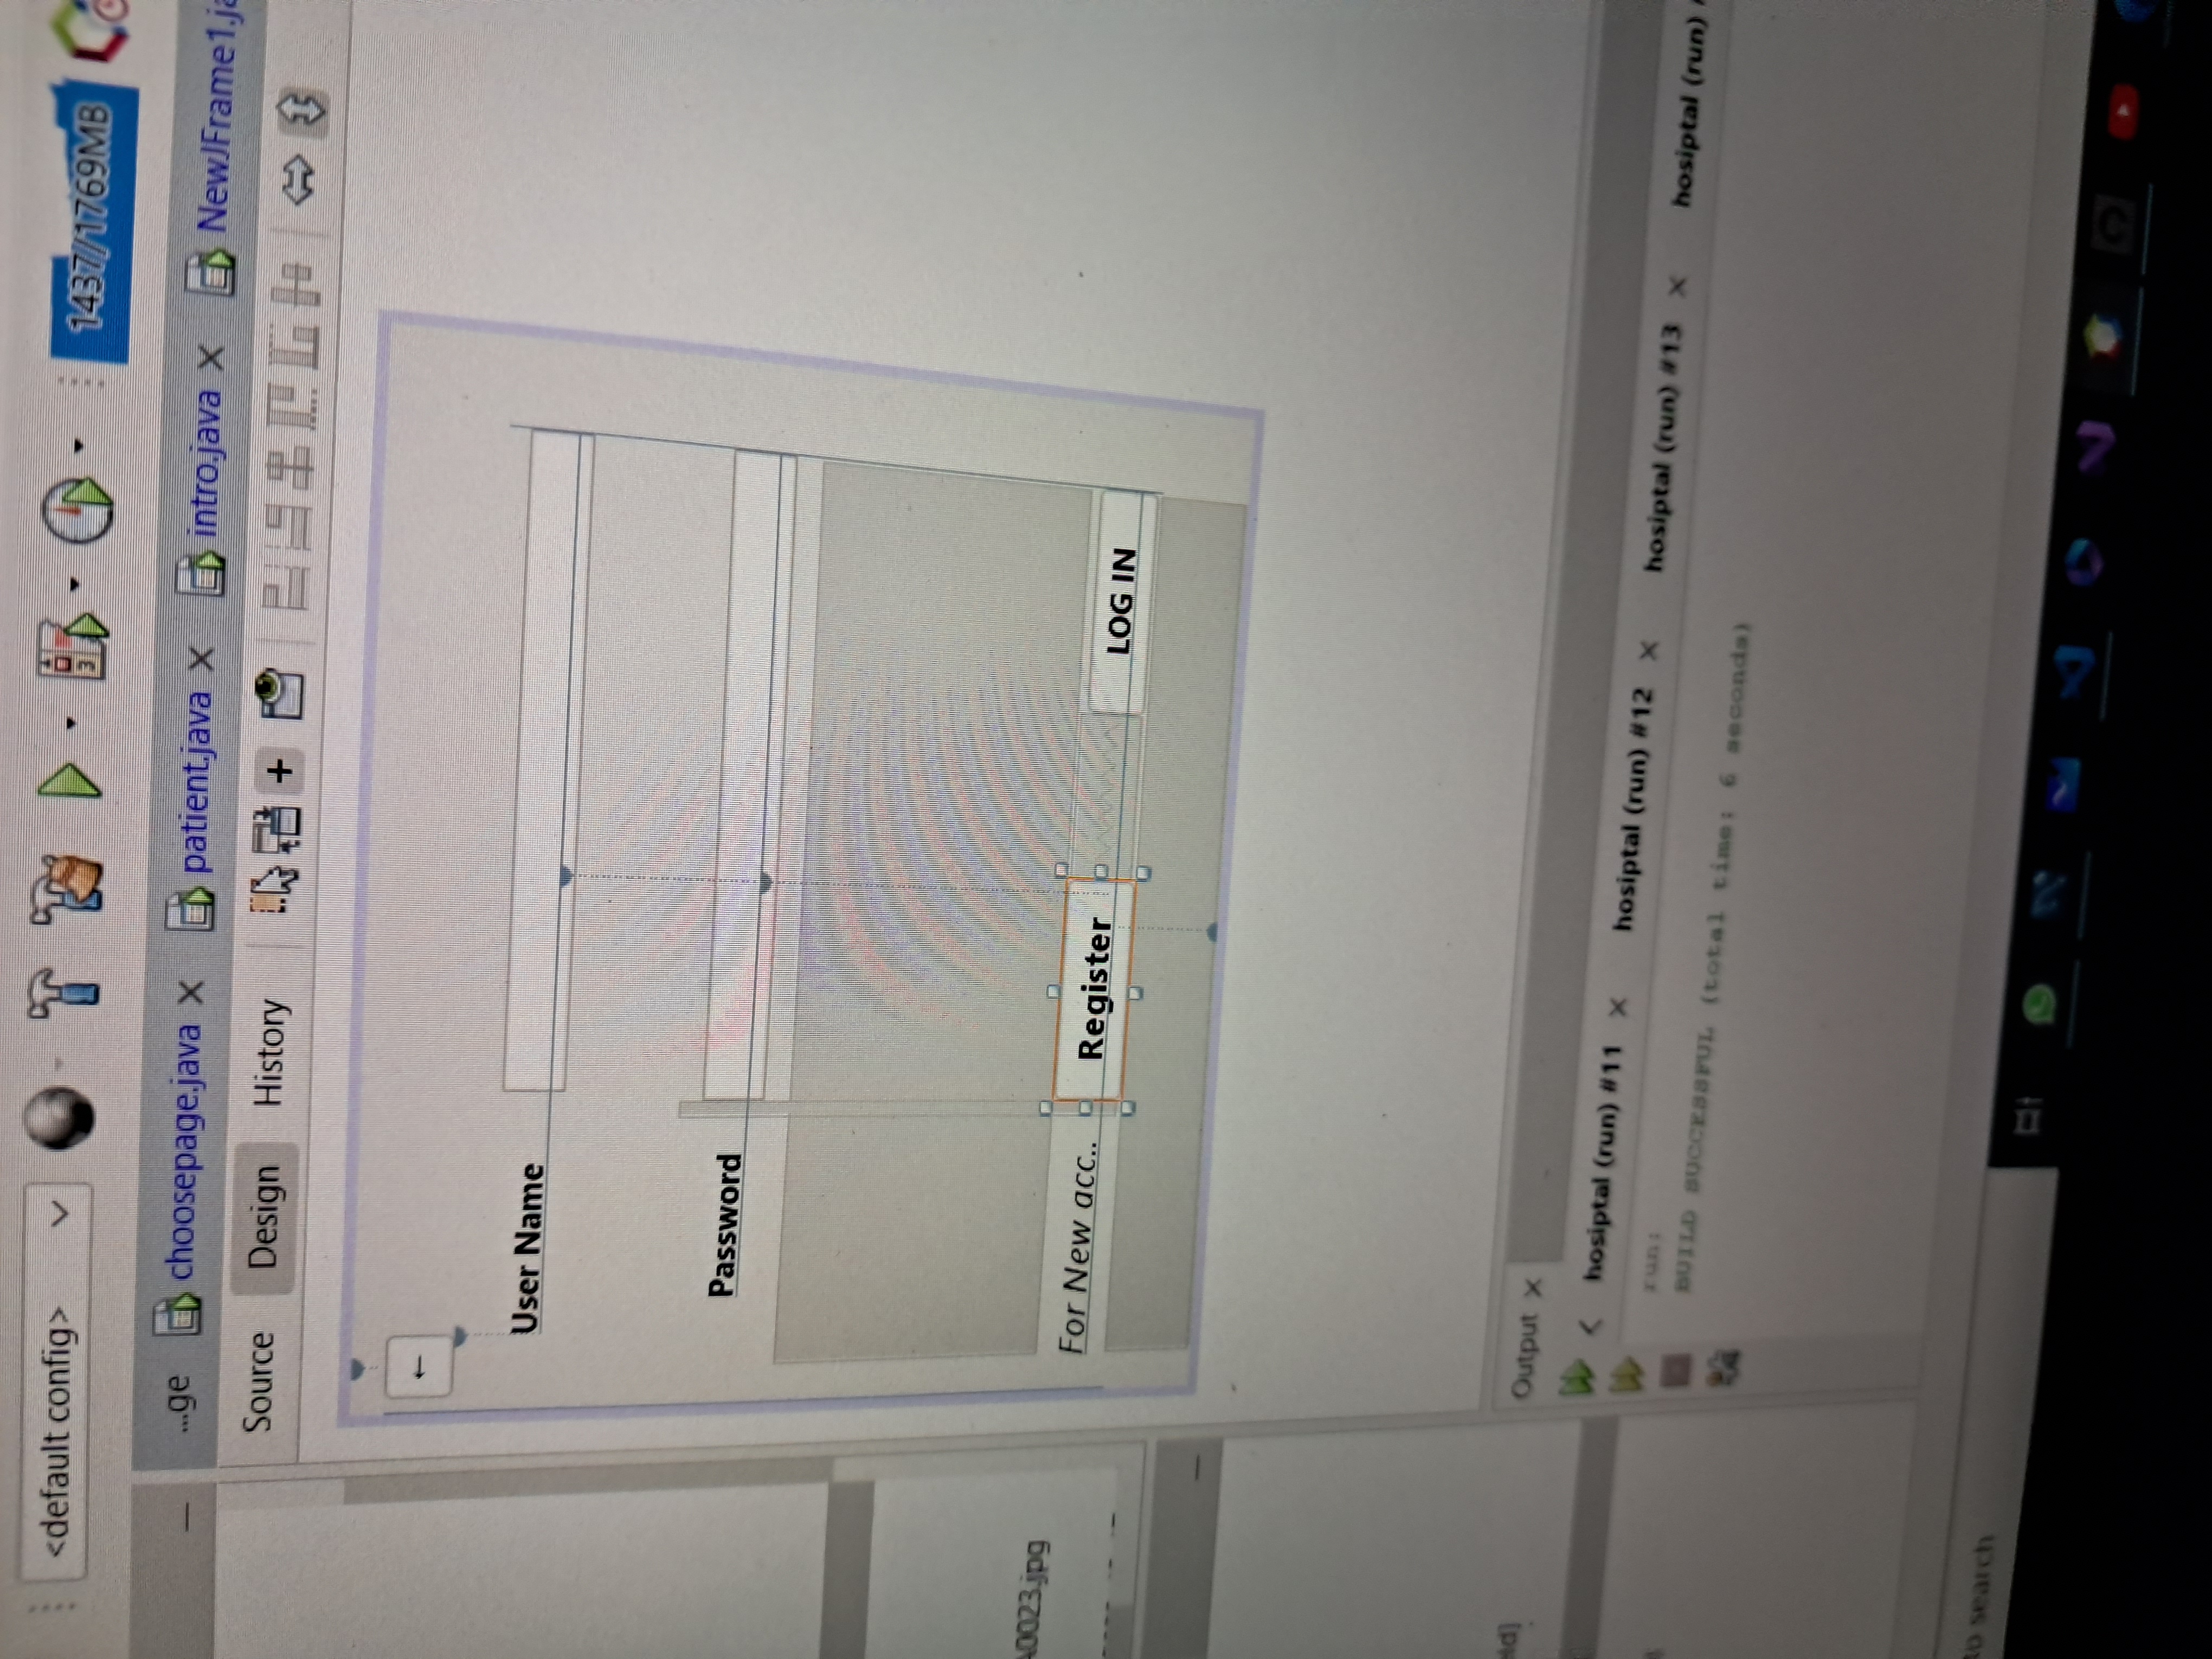 <default config>
1437/1769MB
...ge choosepage.java patient.java intro.java NewJFrame1.ja
Source Design History
←
User Name
Password
A0023.jpg
For New acc.. Register LOG IN
Output
hosiptal (run) #11 hosiptal (run) #12 hosiptal (run) #13 hosiptal (run)
run:
BUILD SUCCESSFUL (total time: 6 seconds)
to search